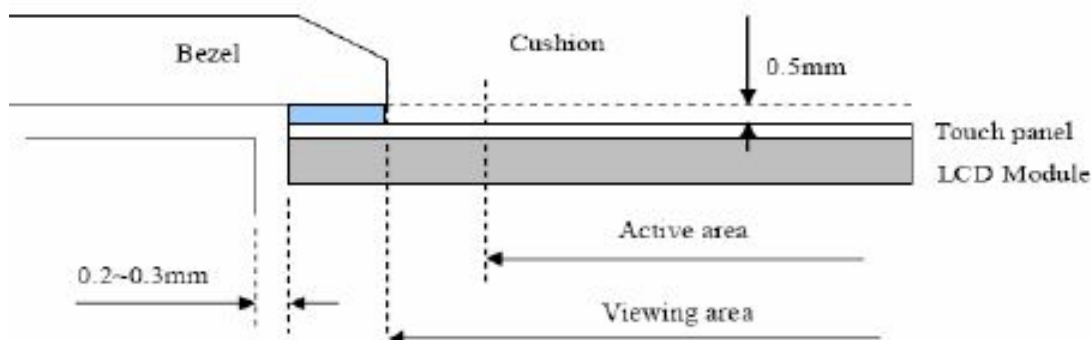 Cushion
Bezel
0.5mm
Touch panel
LCD Module
Active area
0.2~0.3mm
Viewing area